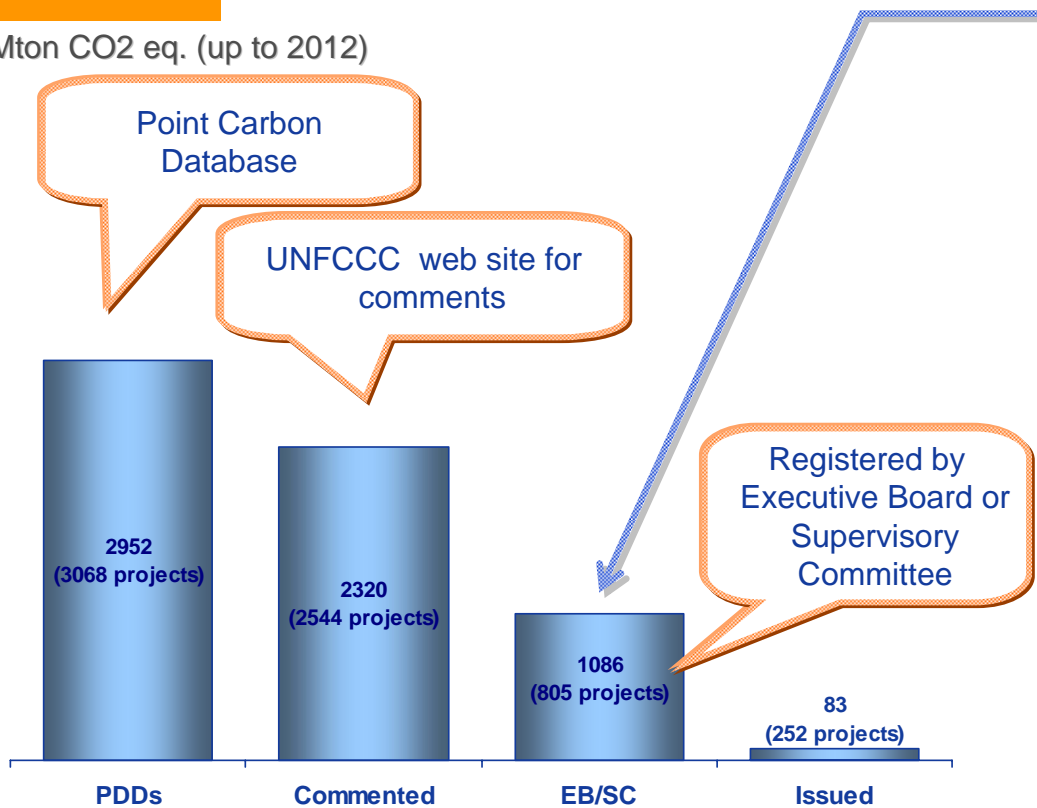 Mton CO2 eq. (up to 2012)
Point Carbon
Database
UNFCCC web site for
comments
Registered by
Executive Board or
Supervisory
Committee
2952
(3068 projects)
2320
(2544 projects)
1086
(805 projects)
83
(252 projects)
PDDs
Commented
EB/SC
Issued